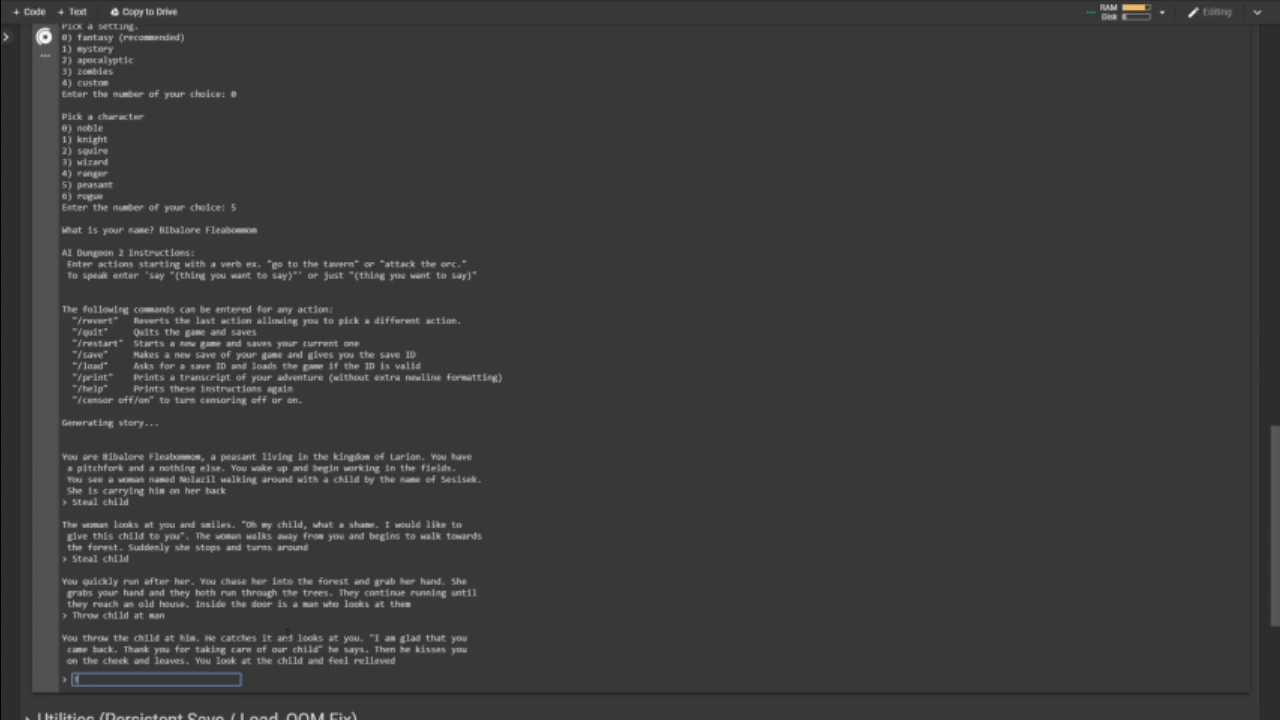 + Code + Text Copy to Drive
RAM
Disk
Editing
Pick a setting.
0) fantasy (recommended)
1) mystery
2) apocalyptic
3) zombies
4) custom
Enter the number of your choice: 0
Pick a character
0) noble
1) knight
2) squire
3) wizard
4) ranger
5) peasant
6) rogue
Enter the number of your choice: 5
What is your name? Bibalore Fleabommom
AI Dungeon 2 Instructions:
Enter actions starting with a verb ex. "go to the tavern" or "attack the orc."
To speak enter 'say "(thing you want to say)"' or just "(thing you want to say)"
The following commands can be entered for any action:
"/revert" Reverts the last action allowing you to pick a different action.
"/quit" Quits the game and saves
"/restart" Starts a new game and saves your current one
"/save" Makes a new save of your game and gives you the save ID
"/load" Asks for a save ID and loads the game if the ID is valid
"/print" Prints a transcript of your adventure (without extra newline formatting)
"/help" Prints these instructions again
"/censor off/on" to turn censoring off or on.
Generating story...
You are Bibalore Fleabommom, a peasant living in the kingdom of Larion. You have
a pitchfork and a nothing else. You wake up and begin working in the fields.
You see a woman named Nolazil walking around with a child by the name of Sesisek.
She is carrying him on her back
> Steal child
The woman looks at you and smiles. "Oh my child, what a shame. I would like to
give this child to you". The woman walks away from you and begins to walk towards
the forest. Suddenly she stops and turns around
> Steal child
You quickly run after her. You chase her into the forest and grab her hand. She
grabs your hand and they both run through the trees. They continue running until
they reach an old house. Inside the door is a man who looks at them
> Throw child at man
You throw the child at him. He catches it and looks at you. "I am glad that you
came back. Thank you for taking care of our child" he says. Then he kisses you
on the cheek and leaves. You look at the child and feel relieved
> T
Utilities (Persistent Save / Load, OOM Fix)